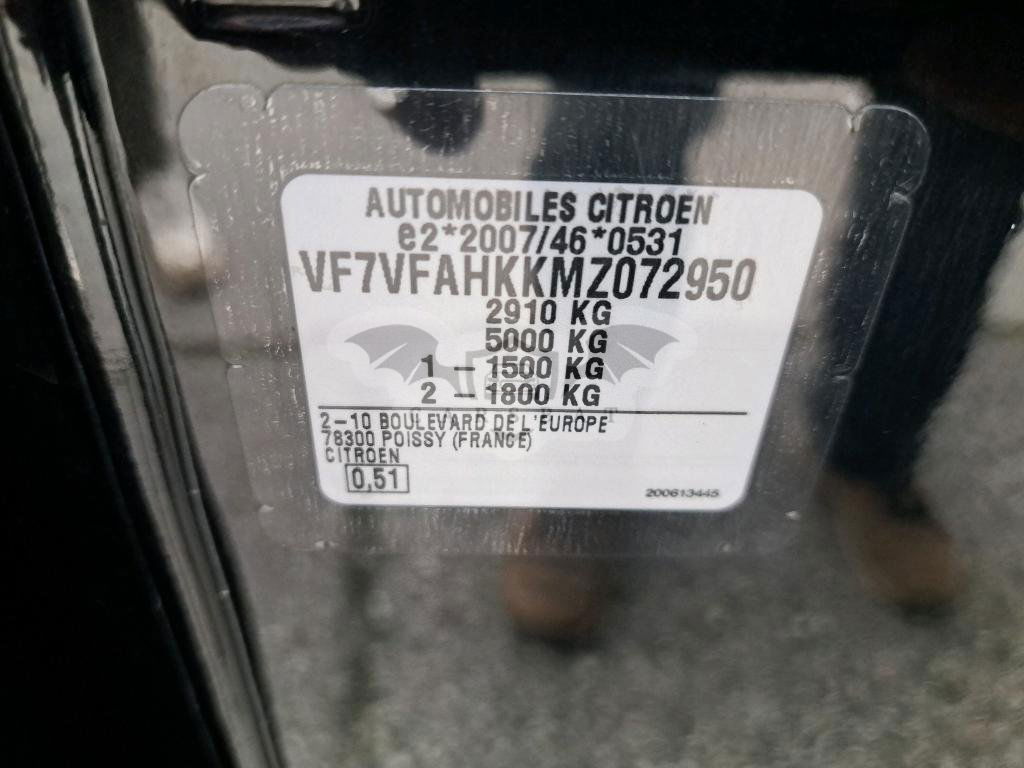 AUTOMOBILES CITROEN
e2*2007/46*0531
VF7VFAHKKMZ072950
2910 KG
5000 KG
1 – 1500 KG
2 – 1800 KG
2–10 BOULEVARD DE L'EUROPE
78300 POISSY (FRANCE)
CITROEN
0,51
200613445